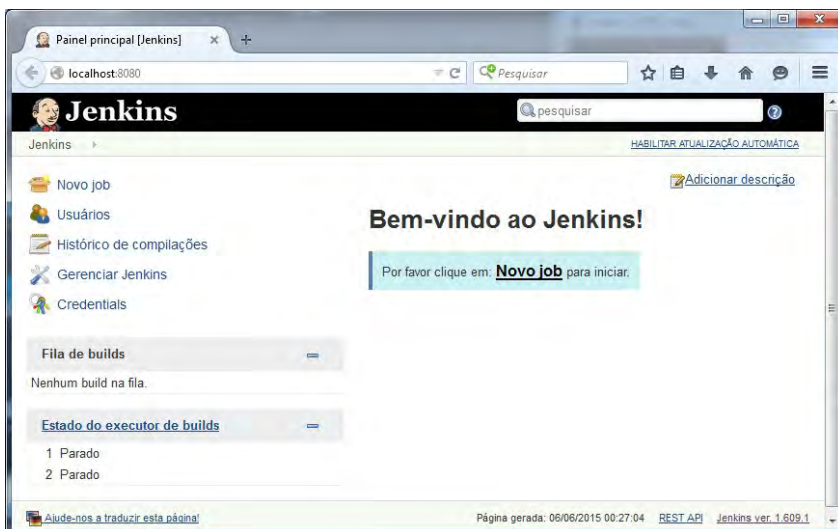 Painel principal [Jenkins]
localhost:8080
Pesquisar
Jenkins
pesquisar
Jenkins
HABILITAR ATUALIZAÇÃO AUTOMÁTICA
Novo job
Usuários
Histórico de compilações
Gerenciar Jenkins
Credentials
Fila de builds
Nenhum build na fila.
Estado do executor de builds
1 Parado
2 Parado
Adicionar descrição
Bem-vindo ao Jenkins!
Por favor clique em: Novo job para iniciar.
Ajude-nos a traduzir esta página!
Página gerada: 06/06/2015 00:27:04 REST API Jenkins ver. 1.609.1